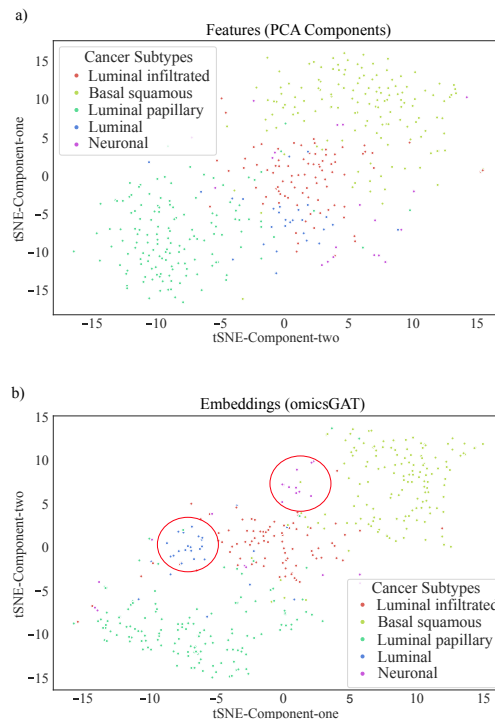 a)
Features (PCA Components)
Cancer Subtypes
Luminal infiltrated
Basal squamous
Luminal papillary
Luminal
Neuronal
tSNE-Component-one
15
10
5
0
−5
−10
−15
−15
−10
−5
0
5
10
15
tSNE-Component-two
b)
Embeddings (omicsGAT)
tSNE-Component-two
15
10
5
0
−5
−10
−15
Cancer Subtypes
Luminal infiltrated
Basal squamous
Luminal papillary
Luminal
Neuronal
−15
−10
−5
0
5
10
15
tSNE-Component-one